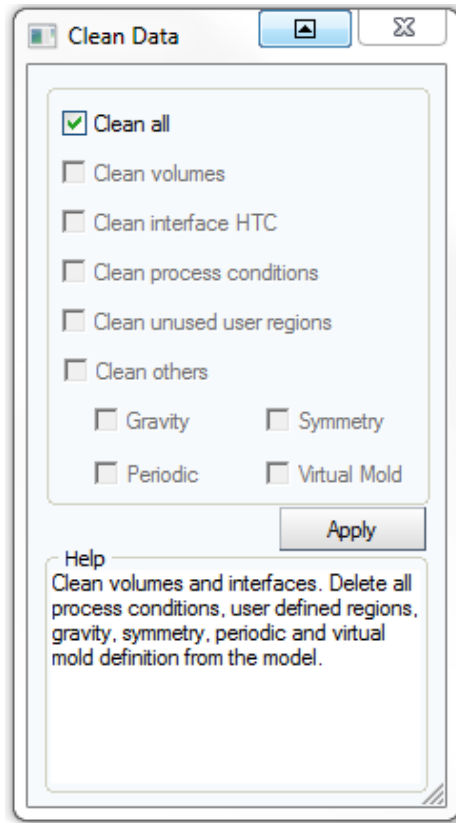 Clean Data
Clean all
Clean volumes
Clean interface HTC
Clean process conditions
Clean unused user regions
Clean others
Gravity Symmetry
Periodic Virtual Mold
Apply
Help
Clean volumes and interfaces. Delete all
process conditions, user defined regions,
gravity, symmetry, periodic and virtual
mold definition from the model.